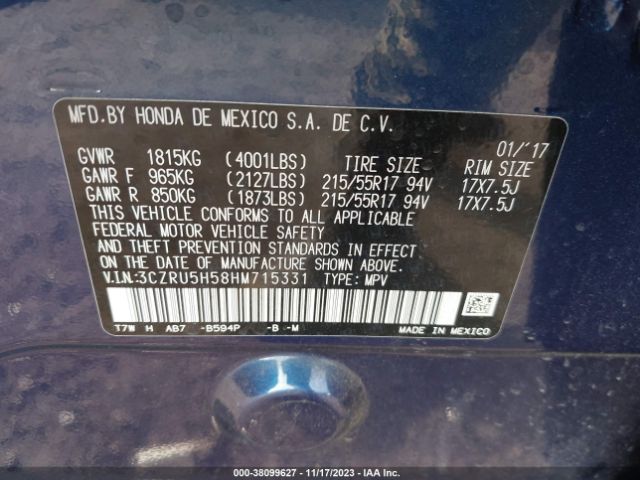 MFD.BY HONDA DE MEXICO S.A. DE C.V.
01/'17
GVWR 1815KG (4001LBS) TIRE SIZE RIM SIZE
GAWR F 965KG (2127LBS) 215/55R17 94V 17X7.5J
GAWR R 850KG (1873LBS) 215/55R17 94V 17X7.5J
THIS VEHICLE CONFORMS TO ALL APPLICABLE
FEDERAL MOTOR VEHICLE SAFETY
AND THEFT PREVENTION STANDARDS IN EFFECT
ON THE DATE OF MANUFACTURE SHOWN ABOVE.
V.I.N:3CZRU5H58HM715331 TYPE: MPV
T7W H AB7 -B594P -B -M MADE IN MEXICO
000-38099627 - 11/17/2023 - IAA Inc.